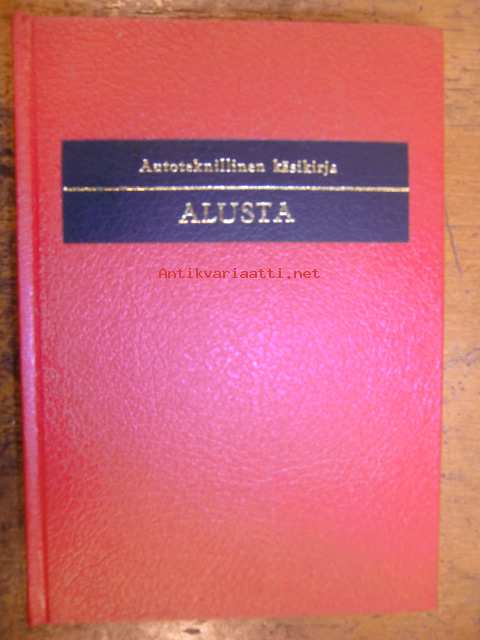 Autoteknillinen käsikirja
ALUSTA
Antikvariaatti.net